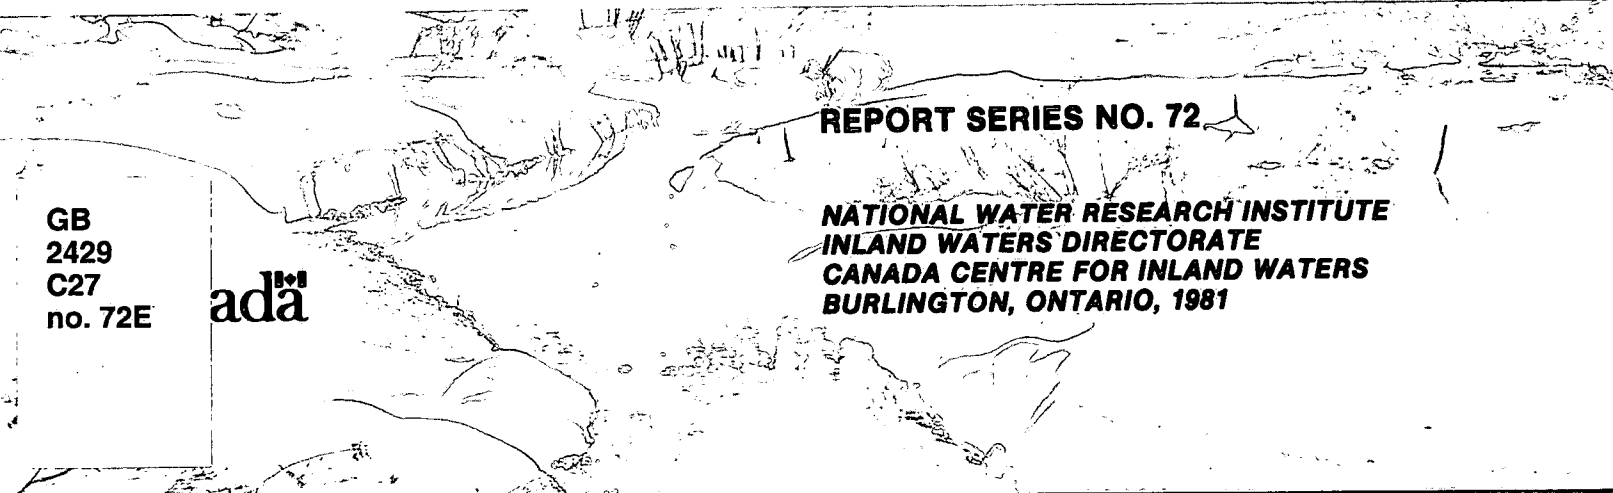 REPORT SERIES NO. 72
NATIONAL WATER RESEARCH INSTITUTE
INLAND WATERS DIRECTORATE
CANADA CENTRE FOR INLAND WATERS
BURLINGTON, ONTARIO, 1981
GB
2429
C27
no. 72E
ada